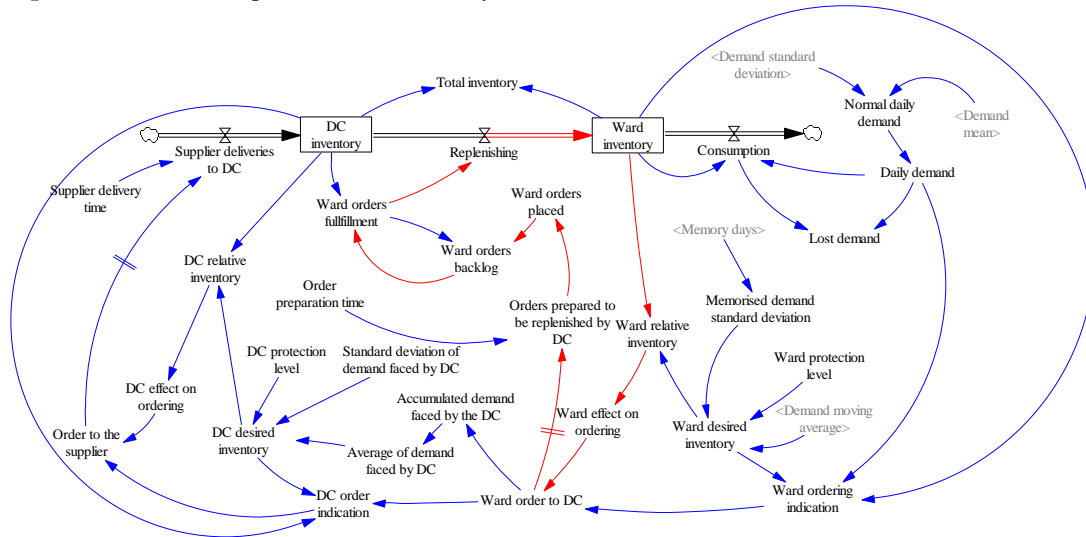 <Demand standard
deviation>
Total inventory
Normal daily
demand
<Demand
mean>
DC
inventory
Ward
inventory
Supplier deliveries
to DC
Replenishing
Consumption
Daily demand
Supplier delivery
time
Ward orders
fullfillment
Ward orders
placed
Ward orders
backlog
<Memory days>
Lost demand
DC relative
inventory
Order
preparation time
Orders prepared to
be replenished by
DC
Ward relative
inventory
Memorised demand
standard deviation
DC protection
level
Standard deviation of
demand faced by DC
Ward protection
level
DC effect on
ordering
Accumulated demand
faced by the DC
Ward effect on
ordering
<Demand moving
average>
Order to the
supplier
DC desired
inventory
Average of demand
faced by DC
Ward desired
inventory
DC order
indication
Ward order to DC
Ward ordering
indication